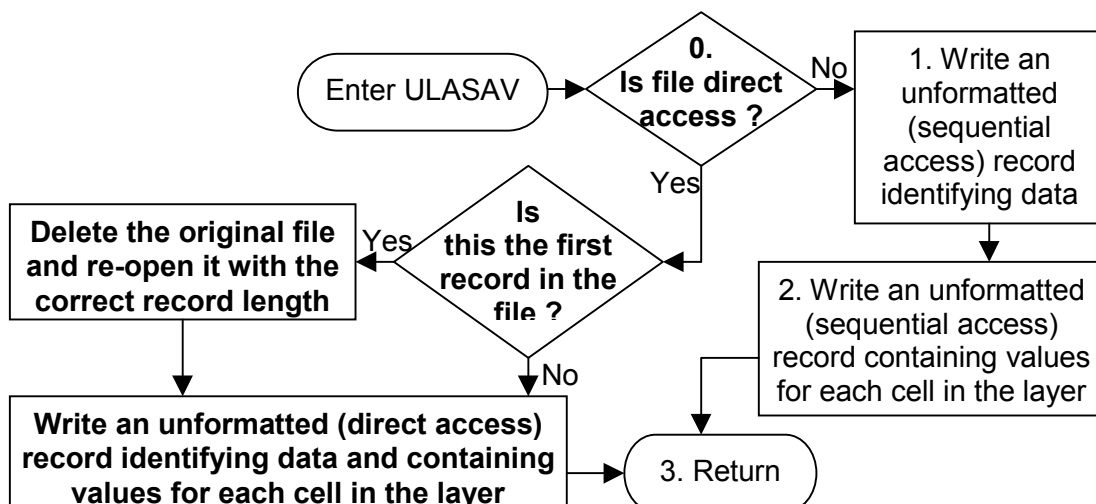 Enter ULASAV
0.
Is file direct
access ?
No
1. Write an
unformatted
(sequential
access) record
identifying data
Yes
Is
this the first
record in the
file ?
Yes
Delete the original file
and re-open it with the
correct record length
2. Write an unformatted
(sequential access)
record containing values
for each cell in the layer
No
Write an unformatted (direct access)
record identifying data and containing
values for each cell in the layer
3. Return